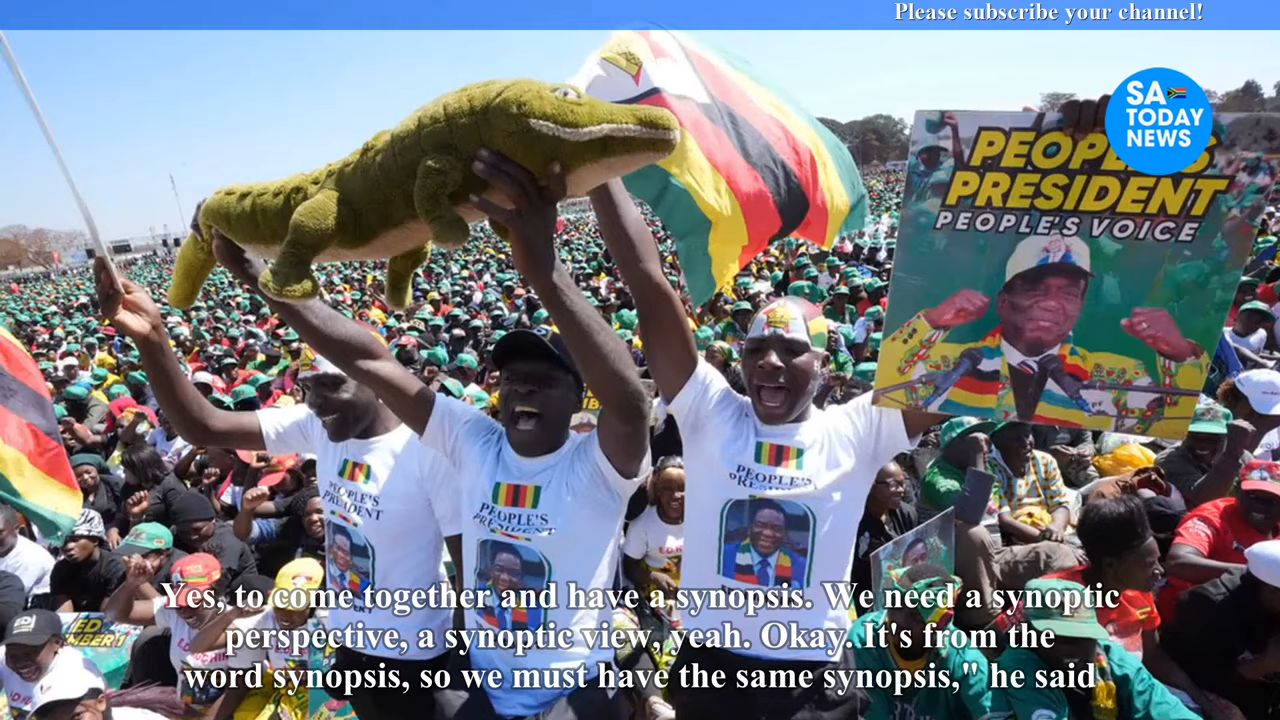 Please subscribe your channel!
SA
TODAY
NEWS
PEOPLE'S
PRESIDENT
PEOPLE'S VOICE
PEOPLE'S
PRESIDENT
PEOPLE'S
PRESIDENT
PEOPLE'S
PRESIDENT
Yes, to come together and have a synopsis. We need a synoptic
perspective, a synoptic view, yeah. Okay. It's from the
word synopsis, so we must have the same synopsis," he said